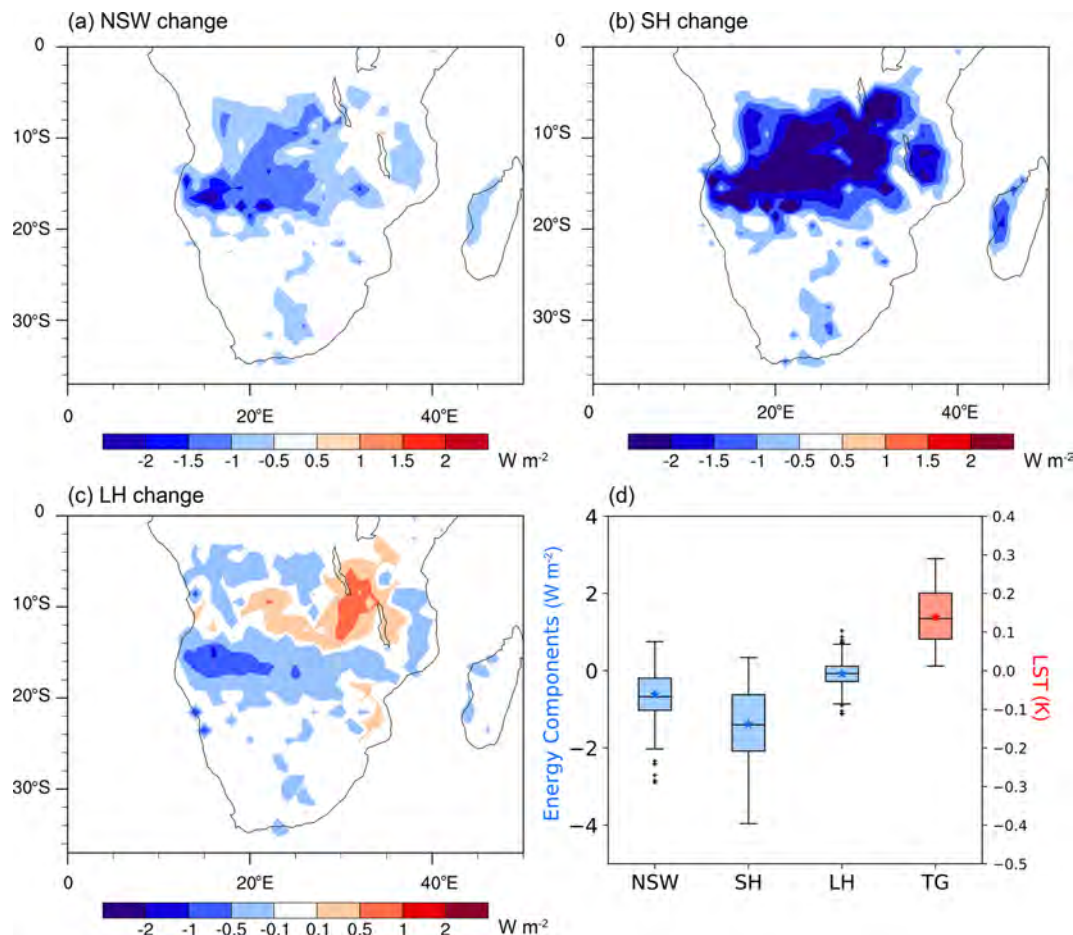 (a) NSW change
(b) SH change
0
10°S
20°S
30°S
0
20°E
40°E
0
10°S
20°S
30°S
0
20°E
40°E
-2 -1.5 -1 -0.5 0.5 1 1.5 2 W m-2
-2 -1.5 -1 -0.5 0.5 1 1.5 2 W m-2
(c) LH change
(d)
0
10°S
20°S
30°S
0
20°E
40°E
-2 -1 -0.5 -0.1 0.1 0.5 1 2 W m-2
Energy Components (W m-2)
4
2
0
−2
−4
NSW SH LH TG
0.4
0.3
0.2
0.1
0.0
−0.1
−0.2
−0.3
−0.4
−0.5
LST (K)